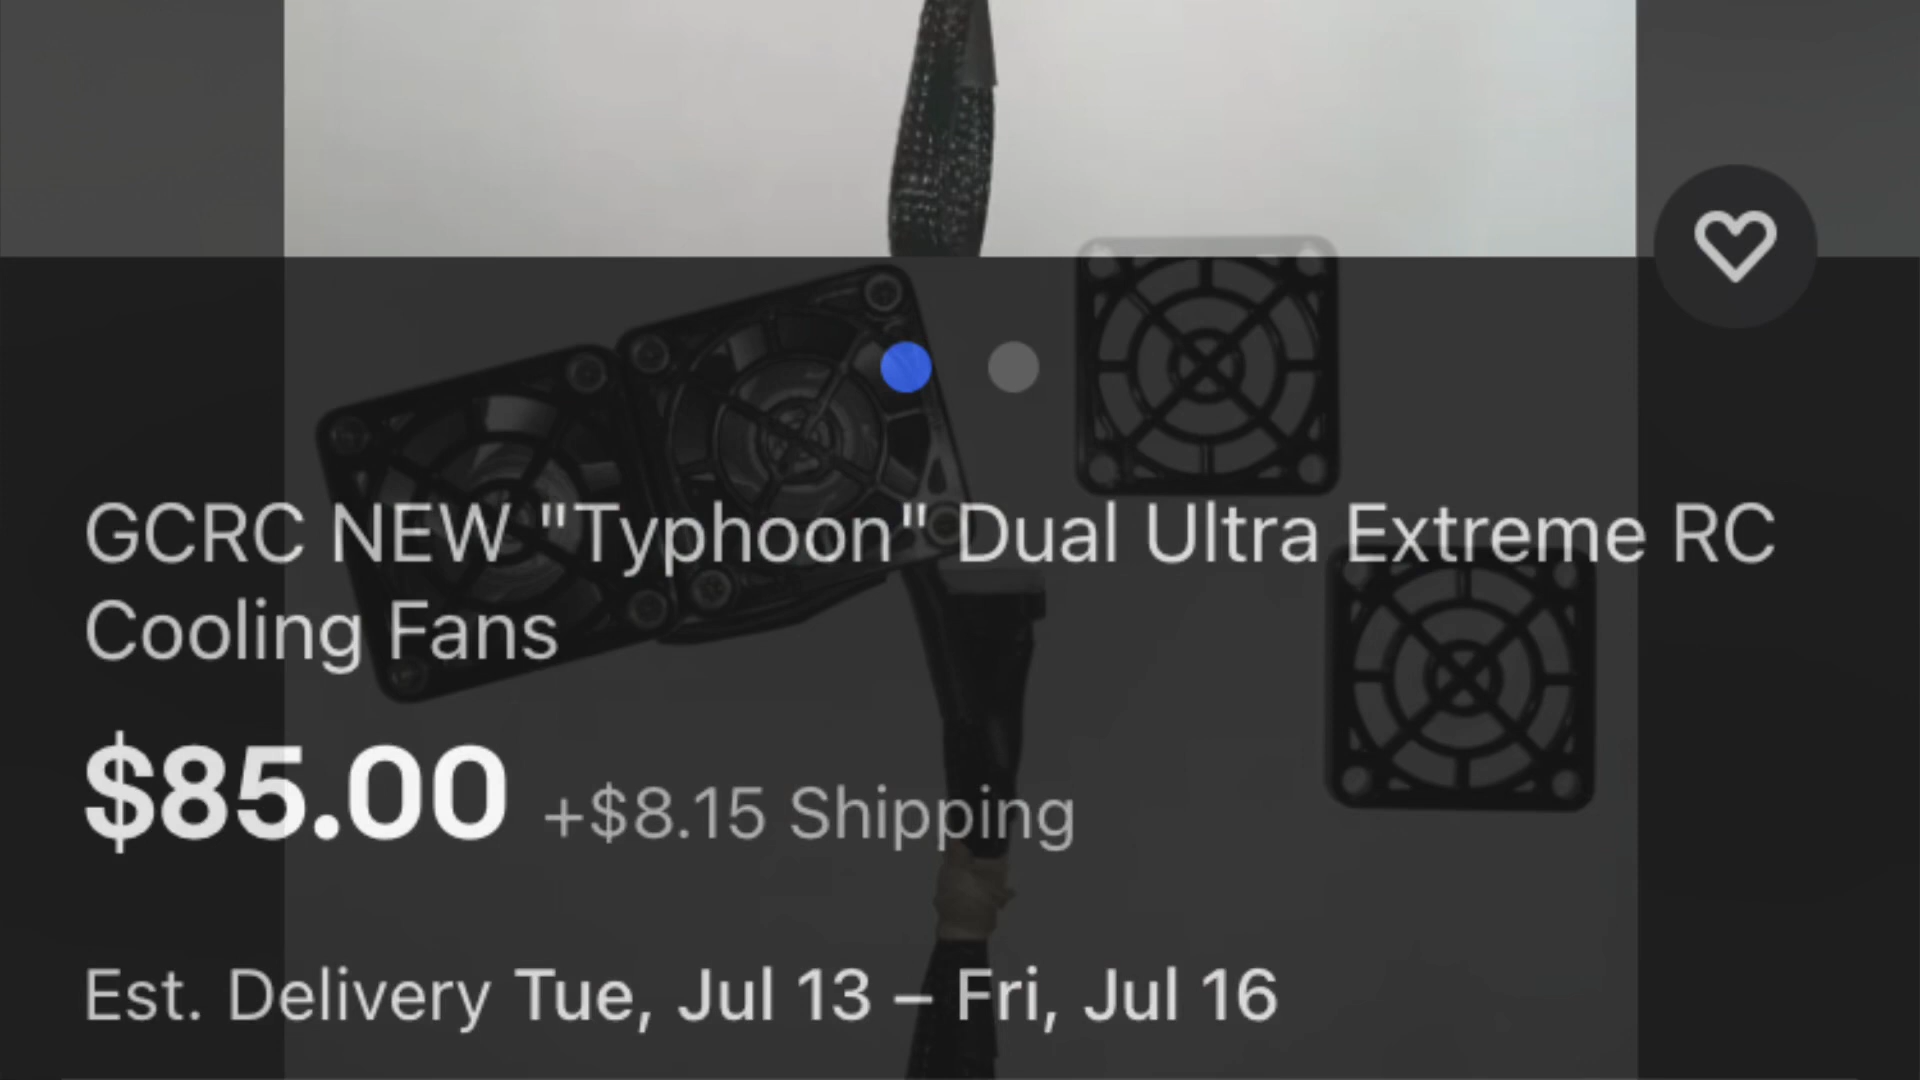 GCRC NEW "Typhoon" Dual Ultra Extreme RC
Cooling Fans
$85.00 +$8.15 Shipping
Est. Delivery Tue, Jul 13 – Fri, Jul 16